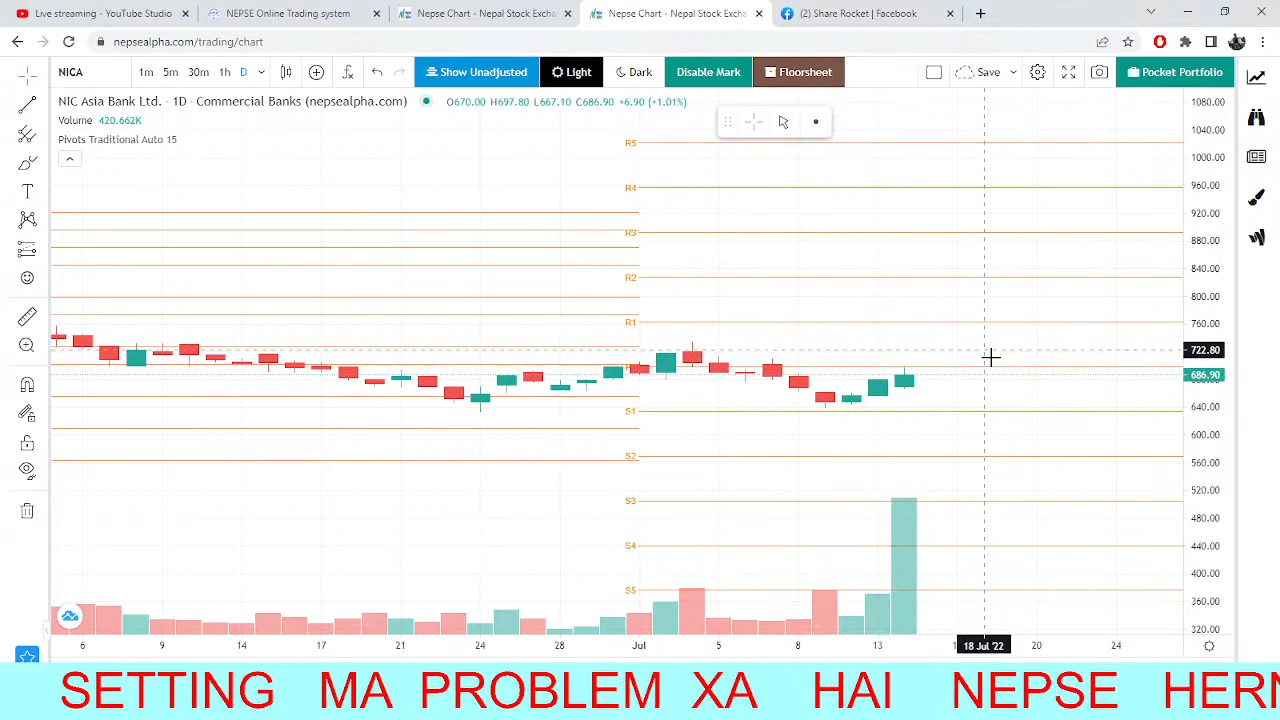 Live streaming - YouTube Studio
NEPSE Online Trading system
Nepse Chart - Nepal Stock Excha
Nepse Chart - Nepal Stock Excha
(2) Share Rocket | Facebook
nepsealpha.com/trading/chart
NICA 1m 5m 30m 1h D Show Unadjusted Light Dark Disable Mark Floorsheet Save Pocket Portfolio
NIC Asia Bank Ltd. · 1D · Commercial Banks (nepsealpha.com) O670.00 H697.80 L667.10 C686.90 +6.90 (+1.01%)
Volume 420.662K
Pivots Traditional Auto 15
R5
R4
R3
R2
R1
S1
S2
S3
S4
S5
1080.00
1040.00
1000.00
960.00
920.00
880.00
840.00
800.00
760.00
722.80
686.90
640.00
600.00
560.00
520.00
480.00
440.00
400.00
360.00
320.00
6 9 14 17 21 24 28 Jul 5 8 13 18 Jul '22 20 24
SETTING MA PROBLEM XA HAI NEPSE HERN